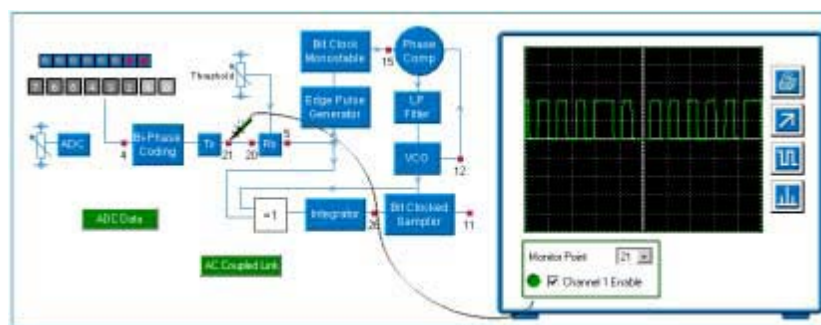 Bit Clock
Monostable
Phase
Comp
15
Threshold
Edge Pulse
Generator
LP
Filter
ADC
4
Bi-Phase
Coding
Tx
21
20
Rx
5
VCO
12
=1
Integrator
26
Bit Clocked
Sampler
11
ADC Data
AC Coupled Link
Monitor Point
21
Channel 1 Enable